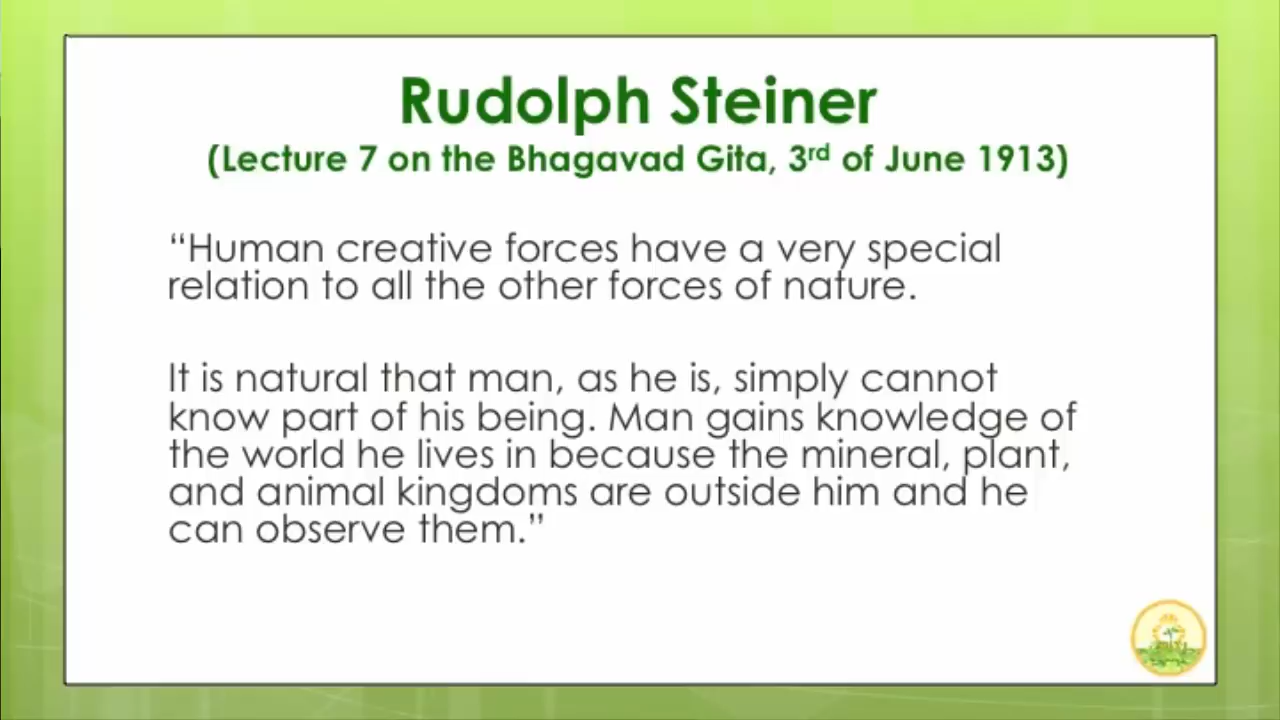 Rudolph Steiner
(Lecture 7 on the Bhagavad Gita, 3rd of June 1913)
“Human creative forces have a very special
relation to all the other forces of nature.
It is natural that man, as he is, simply cannot
know part of his being. Man gains knowledge of
the world he lives in because the mineral, plant,
and animal kingdoms are outside him and he
can observe them.”